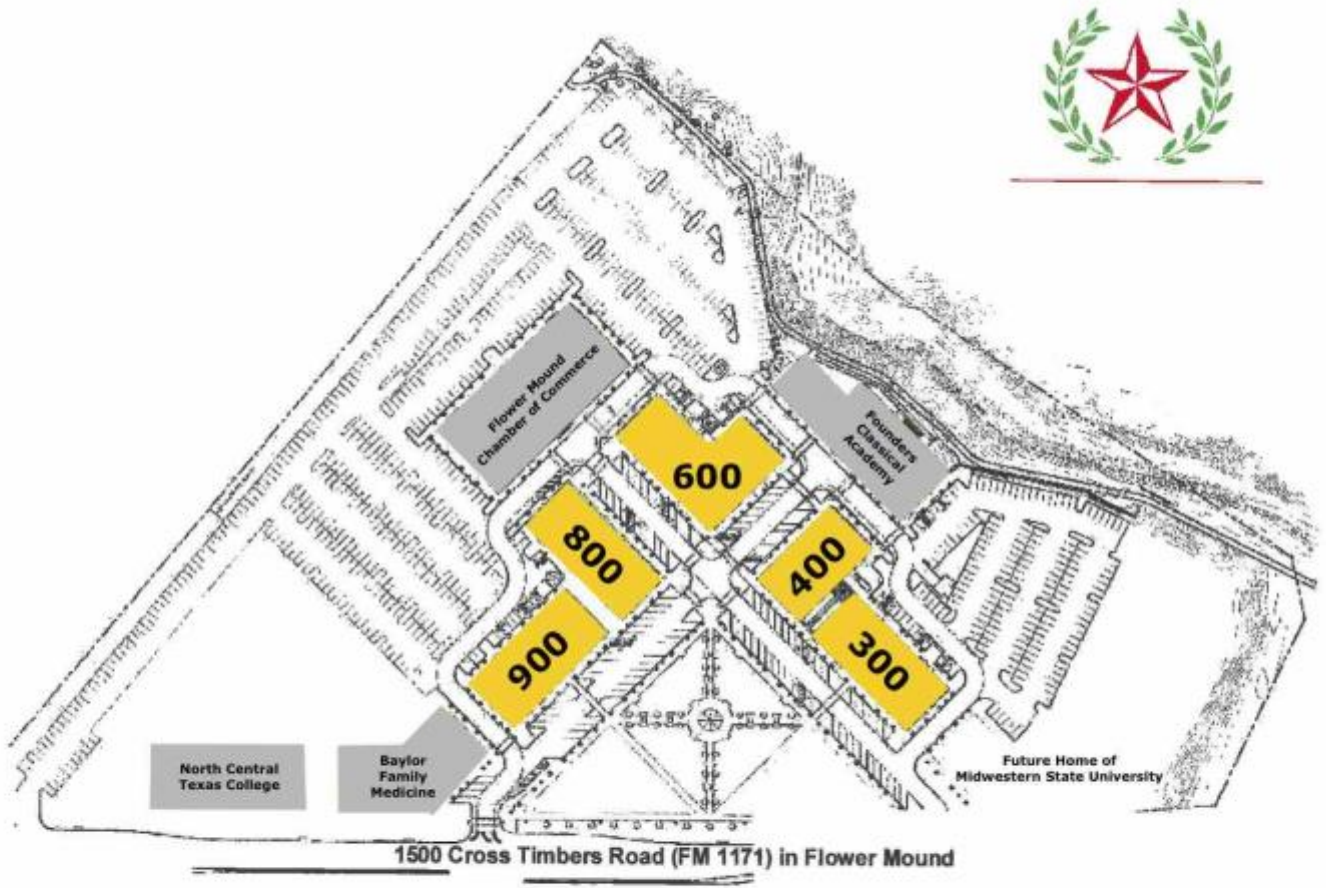 Flower Mound
Chamber of Commerce
Founders
Classical
Academy
600
800
400
900
300
North Central
Texas College
Baylor
Family
Medicine
Future Home of
Midwestern State University
1500 Cross Timbers Road (FM 1171) in Flower Mound